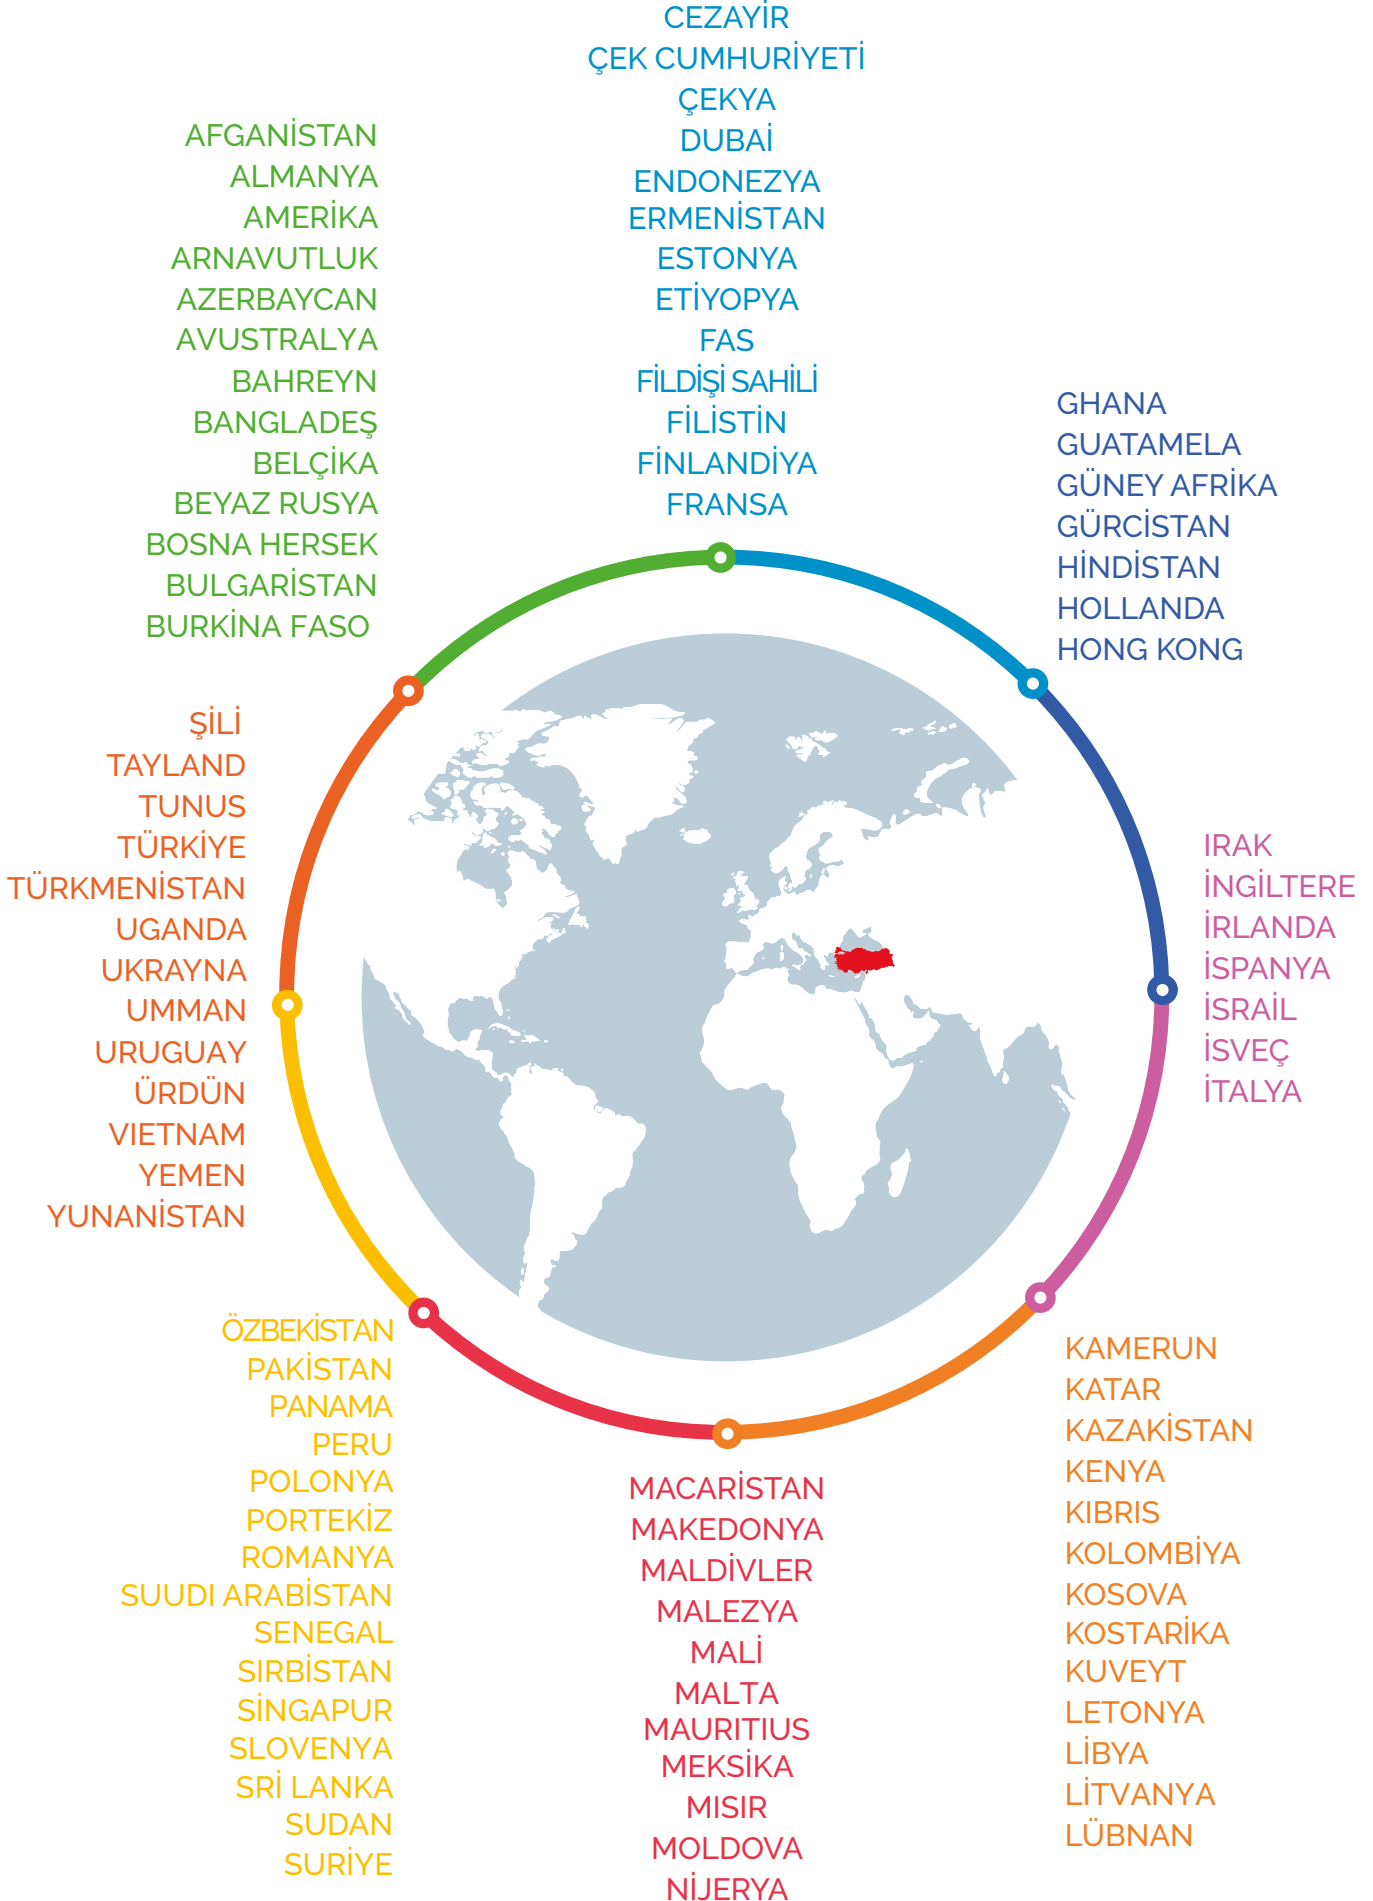 AFGANİSTAN
ALMANYA
AMERİKA
ARNAVUTLUK
AZERBAYCAN
AVUSTRALYA
BAHREYN
BANGLADEŞ
BELÇİKA
BEYAZ RUSYA
BOSNA HERSEK
BULGARİSTAN
BURKİNA FASO
CEZAYİR
ÇEK CUMHURİYETİ
ÇEKYA
DUBAİ
ENDONEZYA
ERMENİSTAN
ESTONYA
ETİYOPYA
FAS
FİLDİŞİ SAHİLİ
FİLİSTİN
FİNLANDİYA
FRANSA
GHANA
GUATAMELA
GÜNEY AFRİKA
GÜRCİSTAN
HİNDİSTAN
HOLLANDA
HONG KONG
IRAK
İNGİLTERE
İRLANDA
İSPANYA
İSRAİL
İSVEÇ
İTALYA
KAMERUN
KATAR
KAZAKİSTAN
KENYA
KIBRIS
KOLOMBİYA
KOSOVA
KOSTARİKA
KUVEYT
LETONYA
LİBYA
LİTVANYA
LÜBNAN
MACARİSTAN
MAKEDONYA
MALDİVLER
MALEZYA
MALİ
MALTA
MAURITIUS
MEKSİKA
MISIR
MOLDOVA
NİJERYA
ÖZBEKİSTAN
PAKİSTAN
PANAMA
PERU
POLONYA
PORTEKİZ
ROMANYA
SUUDI ARABİSTAN
SENEGAL
SIRBİSTAN
SİNGAPUR
SLOVENYA
SRİ LANKA
SUDAN
SURİYE
ŞİLİ
TAYLAND
TUNUS
TÜRKİYE
TÜRKMENİSTAN
UGANDA
UKRAYNA
UMMAN
URUGUAY
ÜRDÜN
VIETNAM
YEMEN
YUNANİSTAN